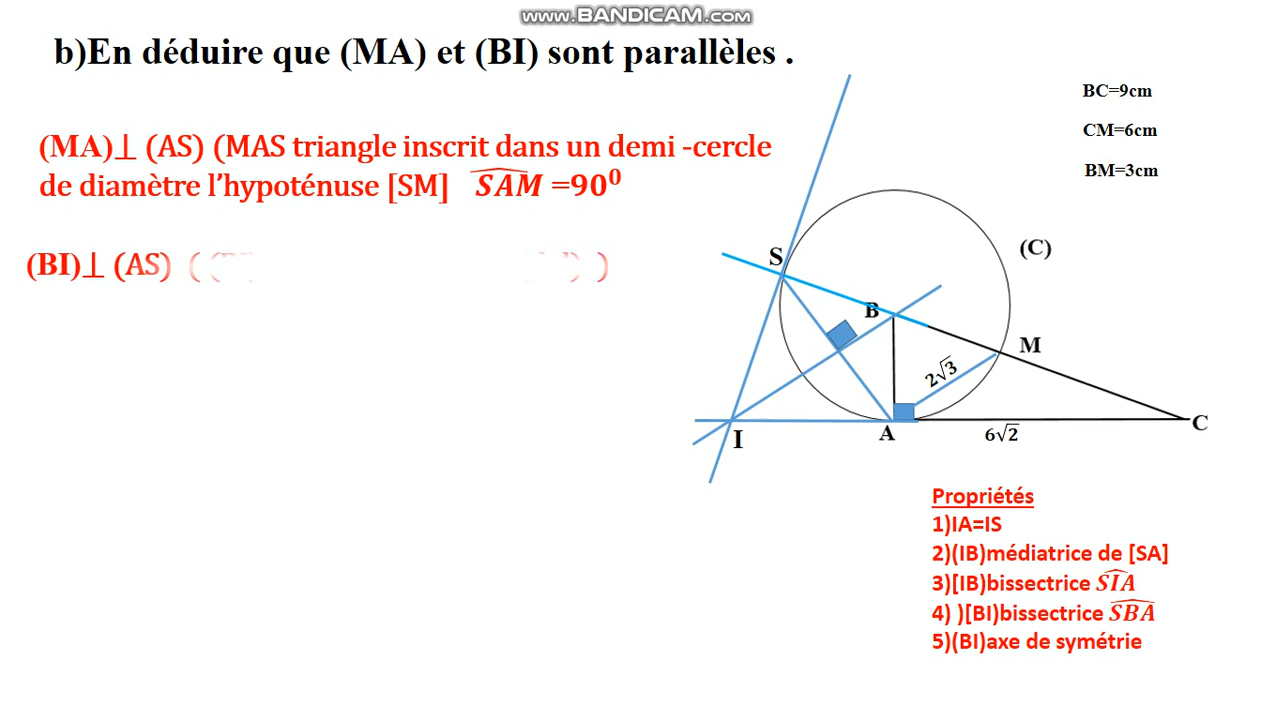 www.BANDICAM.com
b)En déduire que (MA) et (BI) sont parallèles .
BC=9cm
CM=6cm
BM=3cm
(MA)⊥ (AS) (MAS triangle inscrit dans un demi -cercle
de diamètre l’hypoténuse [SM] SAM =90⁰
(BI)⊥ (AS) (
)
S
(C)
B
M
2√3
I
A
6√2
C
Propriétés
1)IA=IS
2)(IB)médiatrice de [SA]
3)[IB)bissectrice SIA
4) )[BI)bissectrice SBA
5)(BI)axe de symétrie